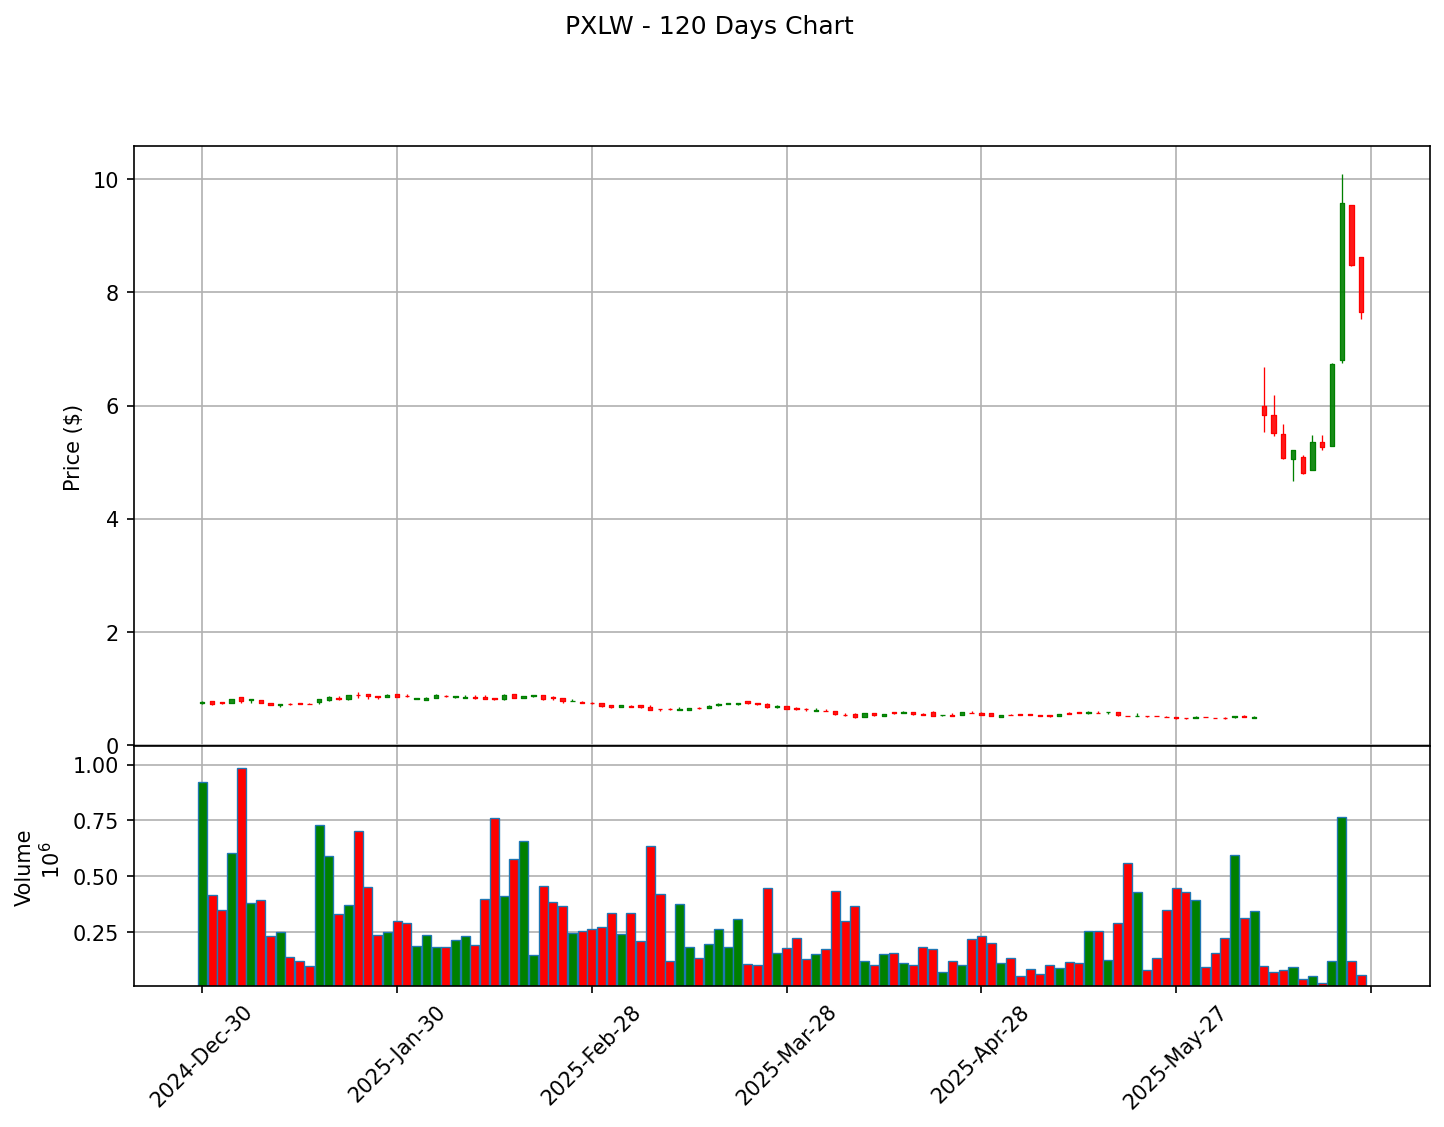 PXLW - 120 Days Chart
10
8
6
4
2
0
Price ($)
1.00
0.75
0.50
0.25
Volume
10^6
2024-Dec-30
2025-Jan-30
2025-Feb-28
2025-Mar-28
2025-Apr-28
2025-May-27